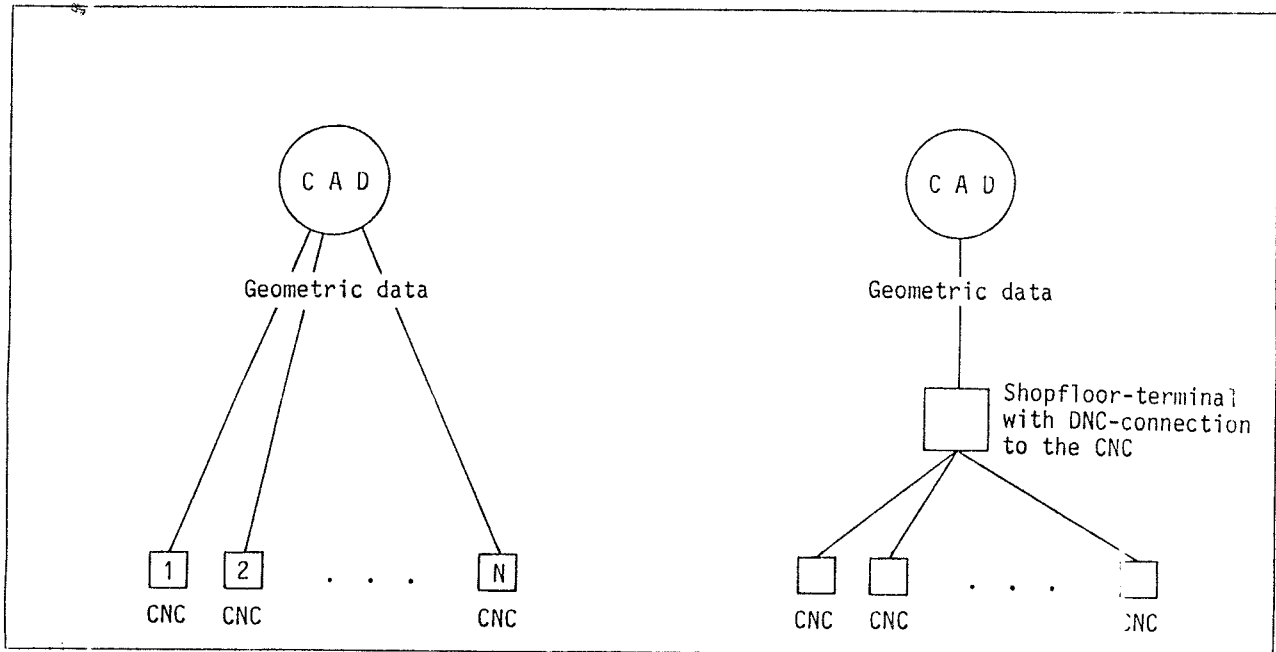 C A D
Geometric data
1 2 . . . N
CNC CNC CNC
C A D
Geometric data
Shopfloor-terminal
with DNC-connection
to the CNC
. . .
CNC CNC CNC